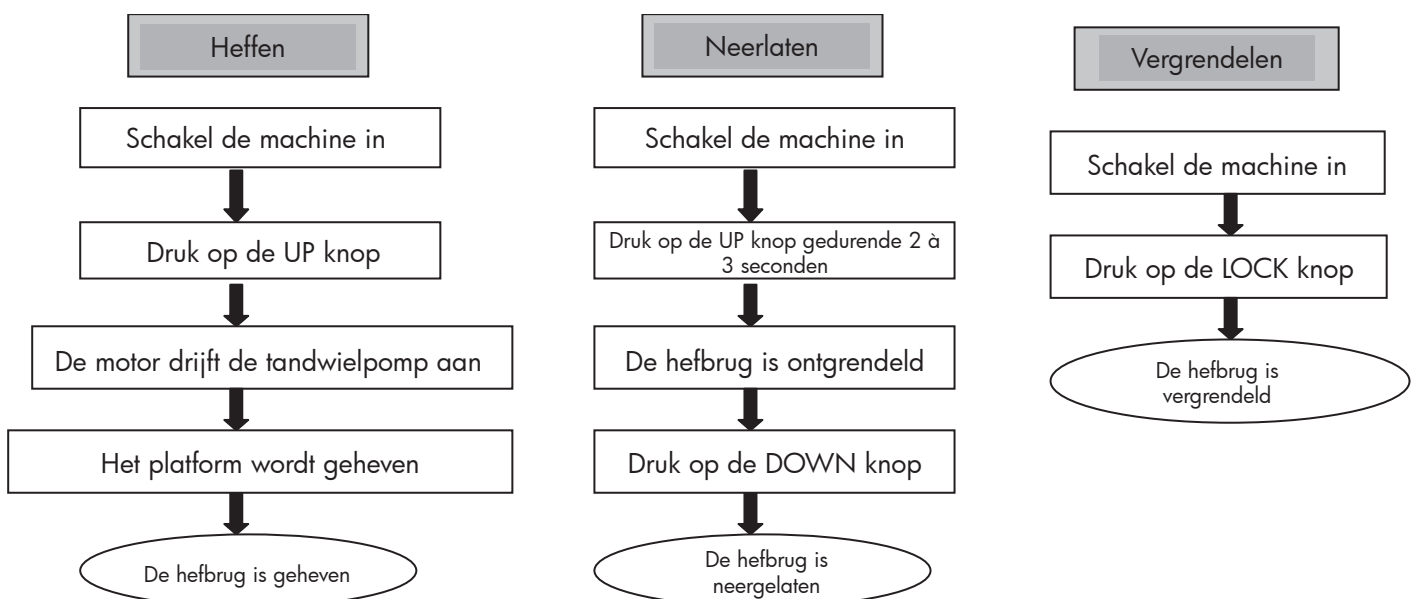 Heffen
Schakel de machine in
Druk op de UP knop
De motor drijft de tandwielpomp aan
Het platform wordt geheven
De hefbrug is geheven
Neerlaten
Schakel de machine in
Druk op de UP knop gedurende 2 à
3 seconden
De hefbrug is ontgrendeld
Druk op de DOWN knop
De hefbrug is
neergelaten
Vergrendelen
Schakel de machine in
Druk op de LOCK knop
De hefbrug is
vergrendeld